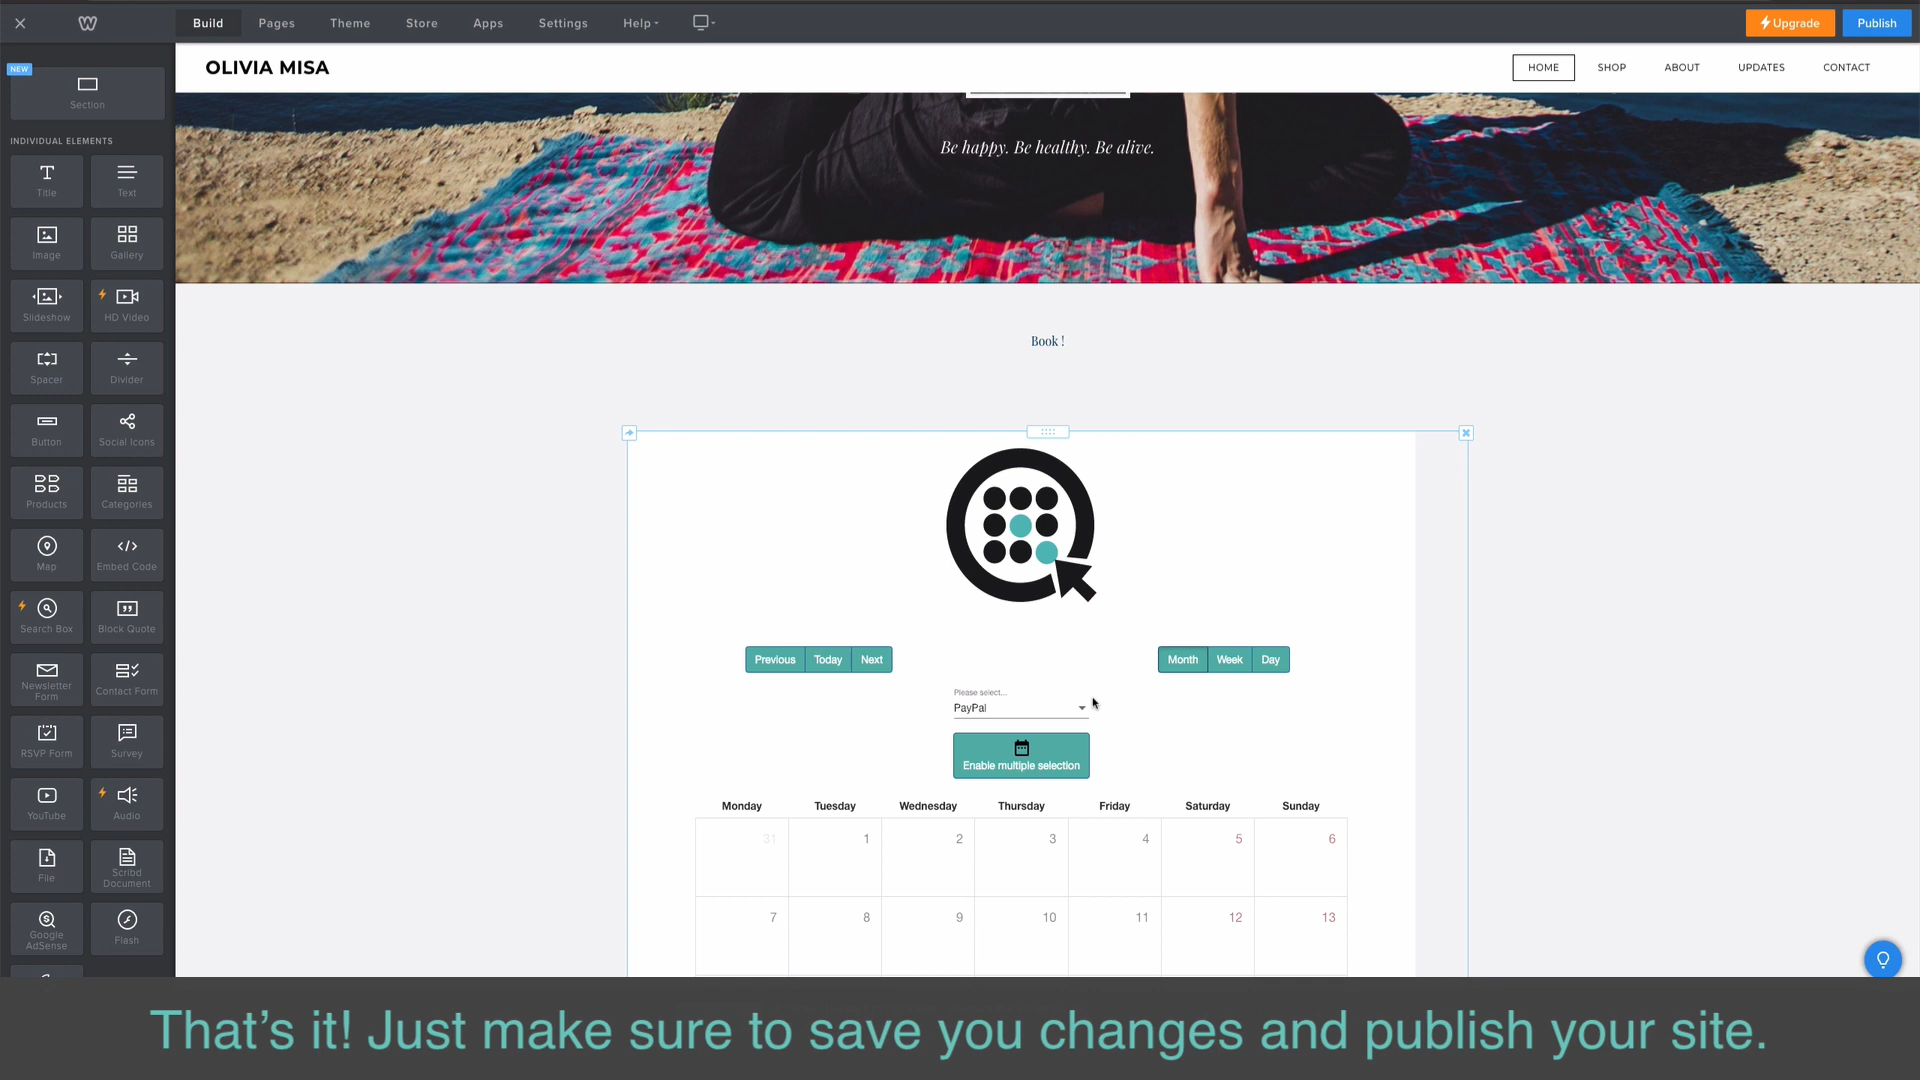 Build Pages Theme Store Apps Settings Help Upgrade Publish
OLIVIA MISA
HOME SHOP ABOUT UPDATES CONTACT
NEW
Section
INDIVIDUAL ELEMENTS
Title Text
Image Gallery
Slideshow HD Video
Spacer Divider
Button Social Icons
Products Categories
Map Embed Code
Search Box Block Quote
Newsletter Form Contact Form
RSVP Form Survey
YouTube Audio
File Scribd Document
Google AdSense Flash
Be happy. Be healthy. Be alive.
Book !
Previous Today Next
Month Week Day
Please select...
PayPal
Enable multiple selection
Monday Tuesday Wednesday Thursday Friday Saturday Sunday
31 1 2 3 4 5 6
7 8 9 10 11 12 13
That's it! Just make sure to save you changes and publish your site.